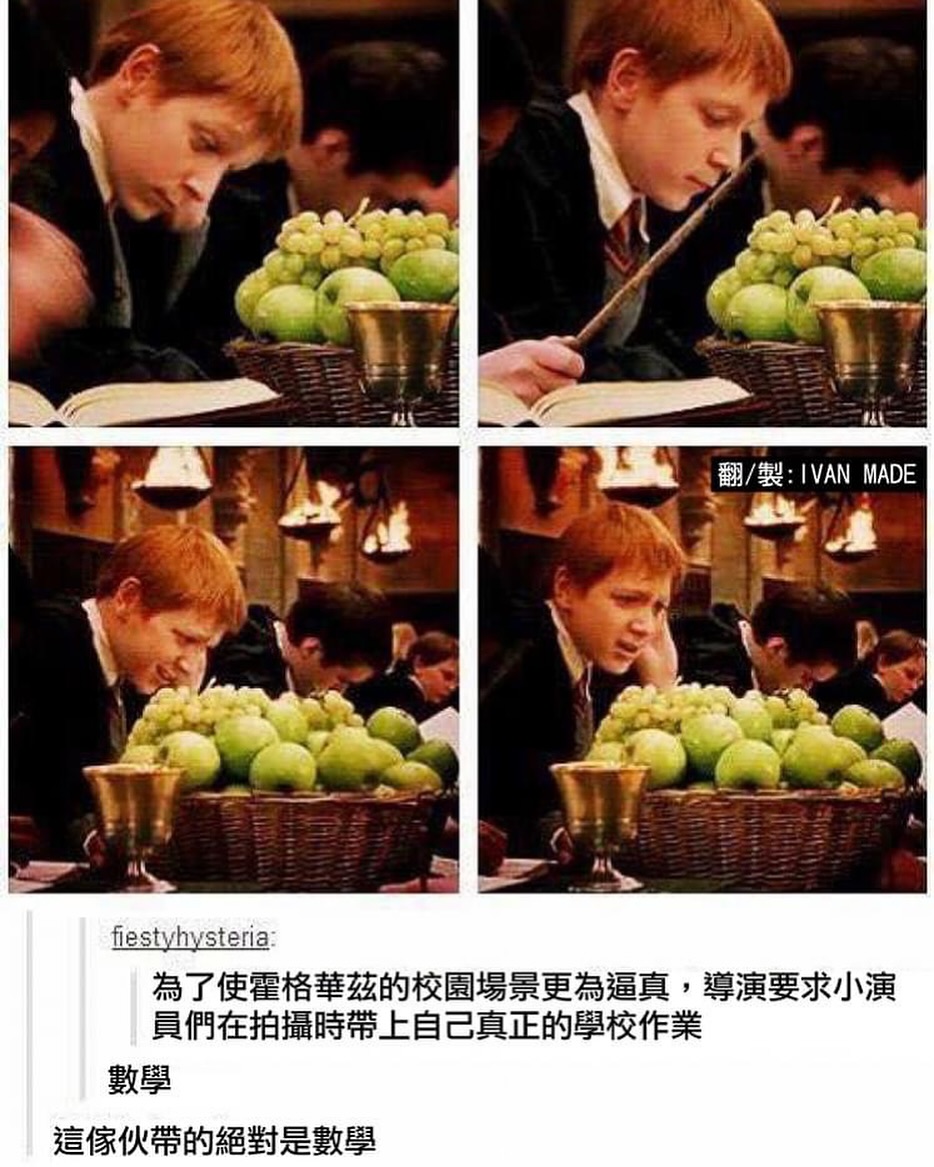 翻/製:IVAN MADE
fiestyhysteria:
為了使霍格華茲的校園場景更為逼真，導演要求小演
員們在拍攝時帶上自己真正的學校作業
數學
這傢伙帶的絕對是數學